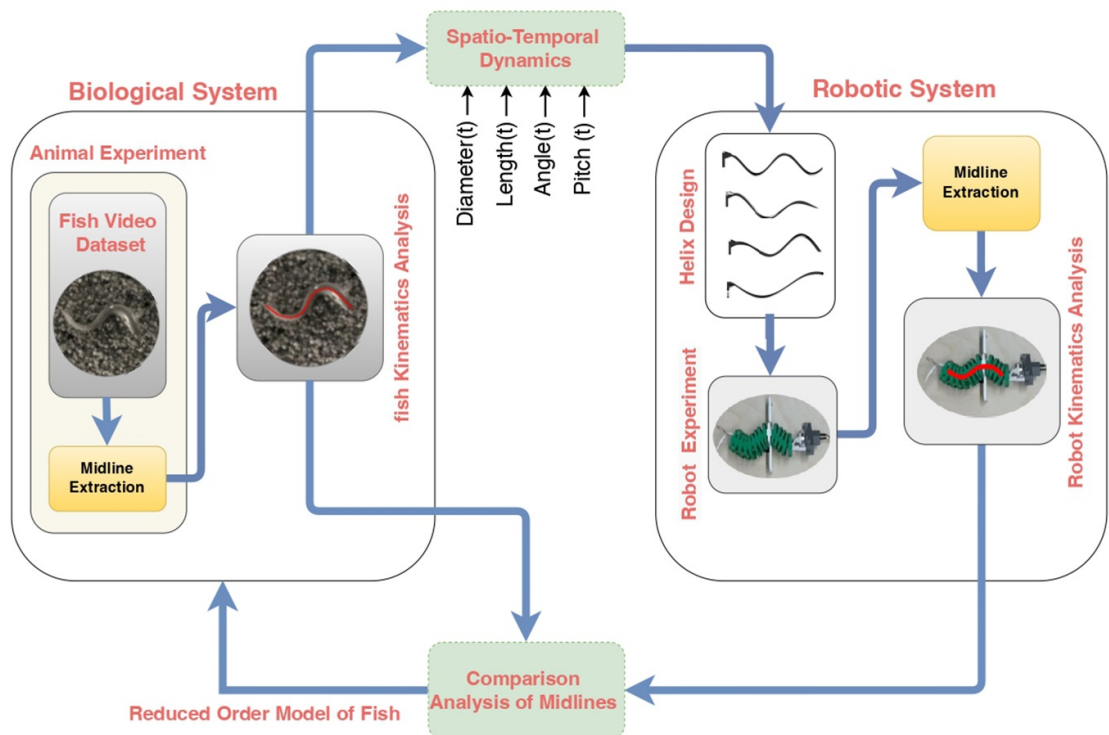 Spatio-Temporal
Dynamics
Diameter(t)
Length(t)
Angle(t)
Pitch (t)
Biological System
Animal Experiment
Fish Video
Dataset
Midline
Extraction
fish Kinematics Analysis
Robotic System
Helix Design
Robot Experiment
Midline
Extraction
Robot Kinematics Analysis
Comparison
Analysis of Midlines
Reduced Order Model of Fish